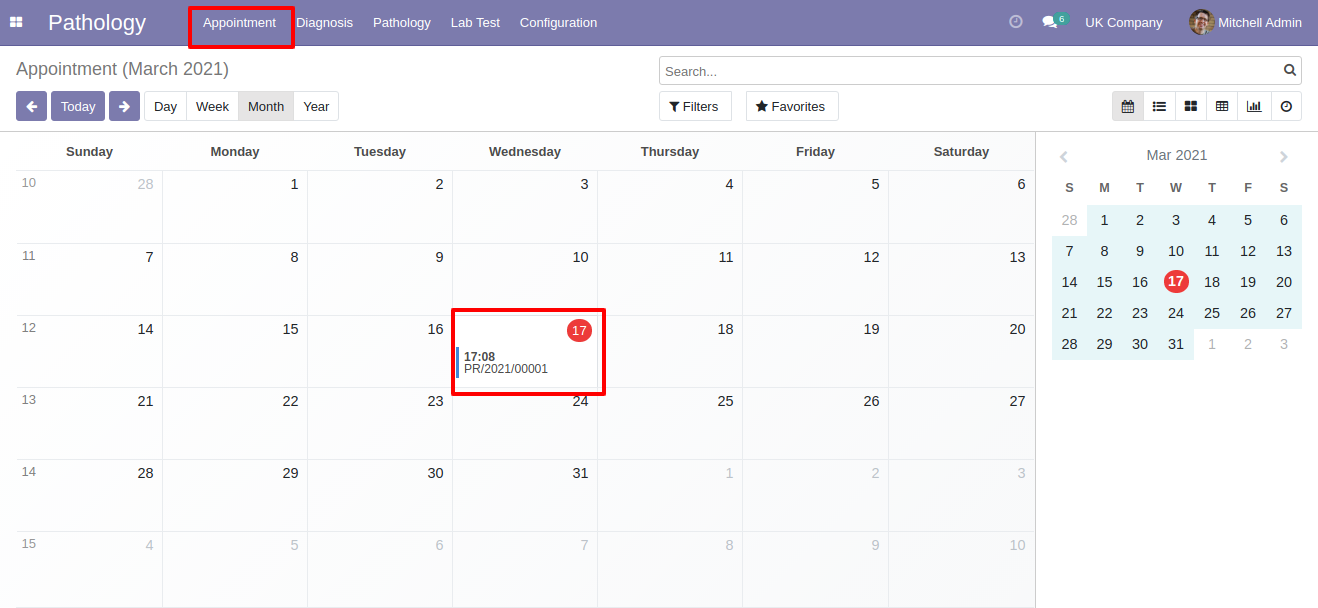 Pathology Appointment Diagnosis Pathology Lab Test Configuration 6 UK Company Mitchell Admin
Appointment (March 2021)
Search...
Today Day Week Month Year Filters Favorites
Sunday Monday Tuesday Wednesday Thursday Friday Saturday
10 28 1 2 3 4 5 6
11 7 8 9 10 11 12 13
12 14 15 16 17 18 19 20
17:08
PR/2021/00001
13 21 22 23 24 25 26 27
14 28 29 30 31 1 2 3
15 4 5 6 7 8 9 10
Mar 2021
S M T W T F S
28 1 2 3 4 5 6
7 8 9 10 11 12 13
14 15 16 17 18 19 20
21 22 23 24 25 26 27
28 29 30 31 1 2 3